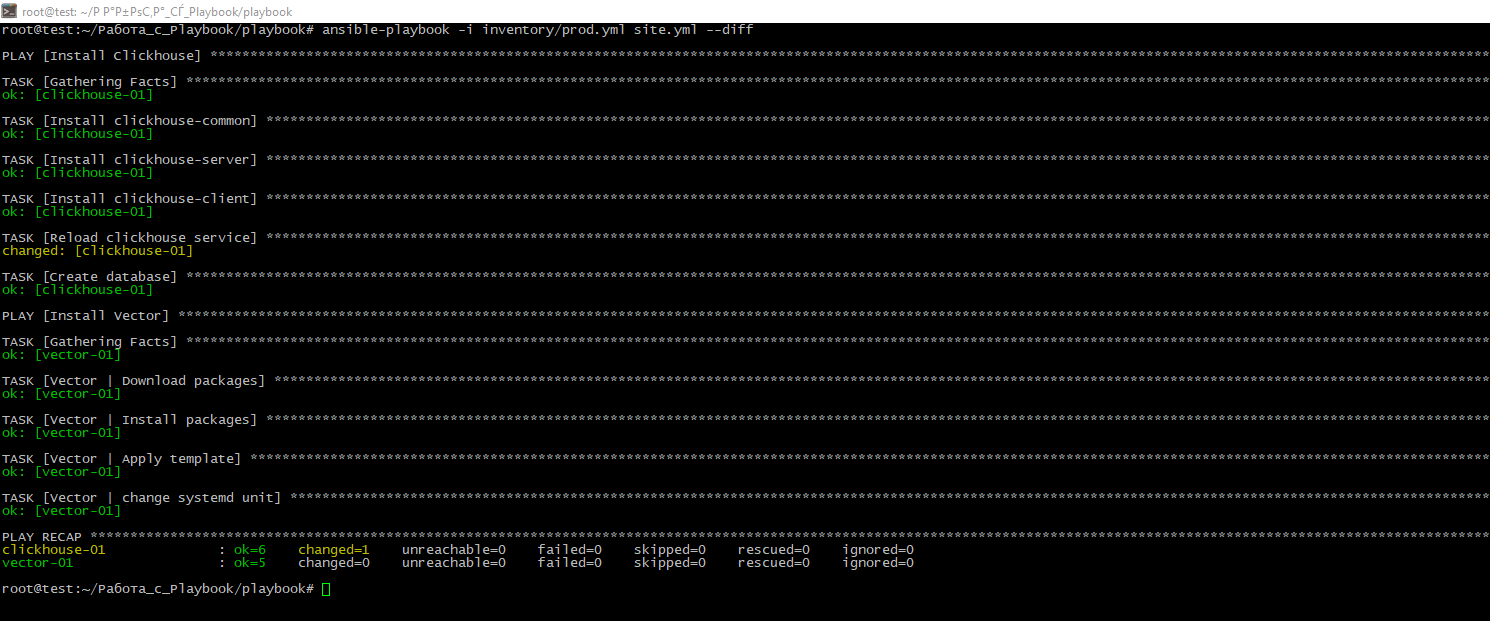 root@test: ~/Р Р°Р±РѕС‚Р°_СЃ_Playbook/playbook
root@test:~/Работа_с_Playbook/playbook# ansible-playbook -i inventory/prod.yml site.yml --diff
PLAY [Install Clickhouse] ****************************************************************************************************************************************************************
TASK [Gathering Facts] *******************************************************************************************************************************************************************
ok: [clickhouse-01]
TASK [Install clickhouse-common] *********************************************************************************************************************************************************
ok: [clickhouse-01]
TASK [Install clickhouse-server] *********************************************************************************************************************************************************
ok: [clickhouse-01]
TASK [Install clickhouse-client] *********************************************************************************************************************************************************
ok: [clickhouse-01]
TASK [Reload clickhouse service] *********************************************************************************************************************************************************
changed: [clickhouse-01]
TASK [Create database] *******************************************************************************************************************************************************************
ok: [clickhouse-01]
PLAY [Install Vector] ********************************************************************************************************************************************************************
TASK [Gathering Facts] *******************************************************************************************************************************************************************
ok: [vector-01]
TASK [Vector | Download packages] ********************************************************************************************************************************************************
ok: [vector-01]
TASK [Vector | Install packages] *********************************************************************************************************************************************************
ok: [vector-01]
TASK [Vector | Apply template] ***********************************************************************************************************************************************************
ok: [vector-01]
TASK [Vector | change systemd unit] ******************************************************************************************************************************************************
ok: [vector-01]
PLAY RECAP *******************************************************************************************************************************************************************************
clickhouse-01 : ok=6 changed=1 unreachable=0 failed=0 skipped=0 rescued=0 ignored=0
vector-01 : ok=5 changed=0 unreachable=0 failed=0 skipped=0 rescued=0 ignored=0
root@test:~/Работа_с_Playbook/playbook#